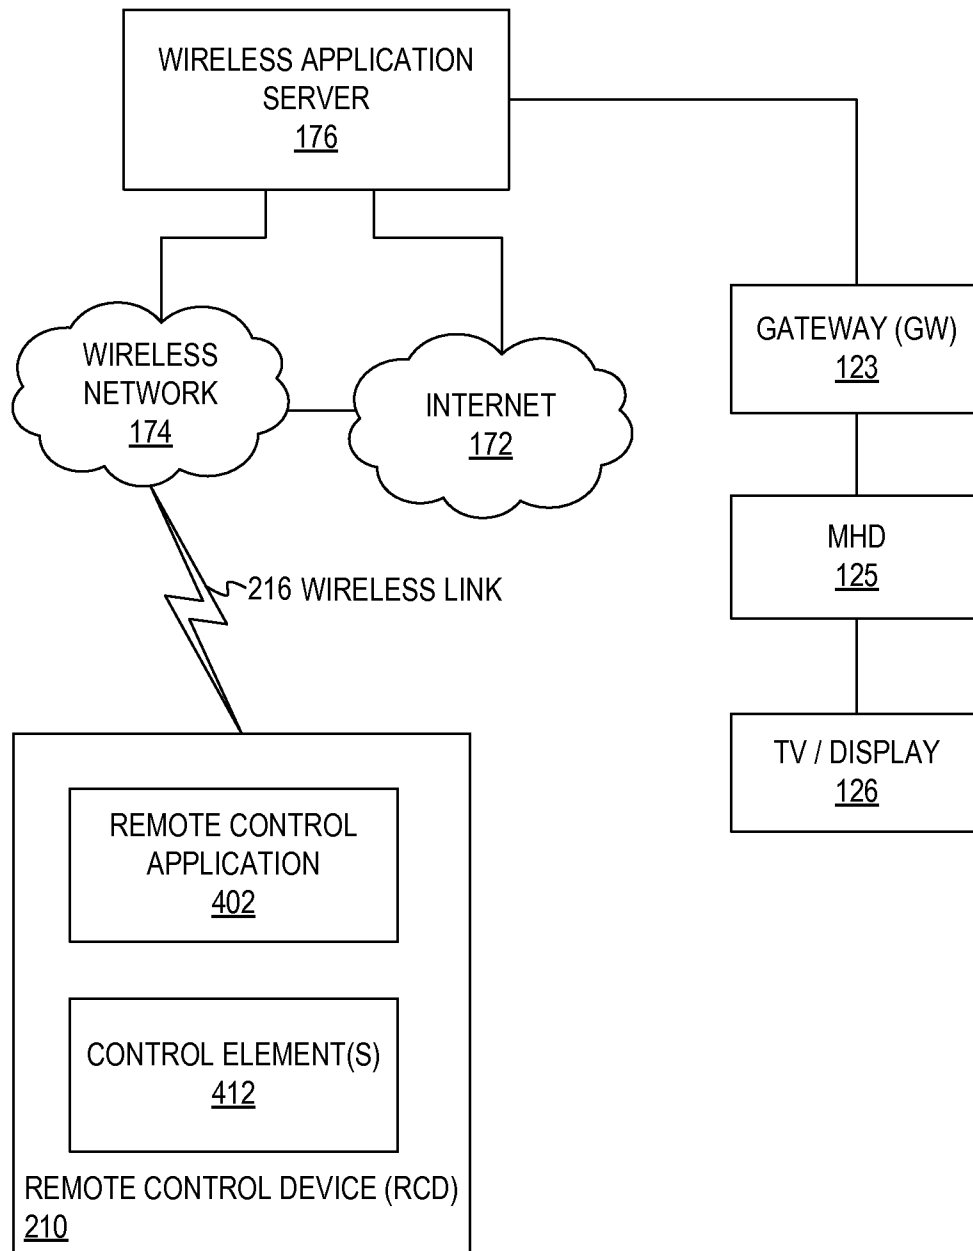 WIRELESS APPLICATION
SERVER
176
WIRELESS
NETWORK
174
INTERNET
172
GATEWAY (GW)
123
MHD
125
216 WIRELESS LINK
TV / DISPLAY
126
REMOTE CONTROL
APPLICATION
402
CONTROL ELEMENT(S)
412
REMOTE CONTROL DEVICE (RCD)
210